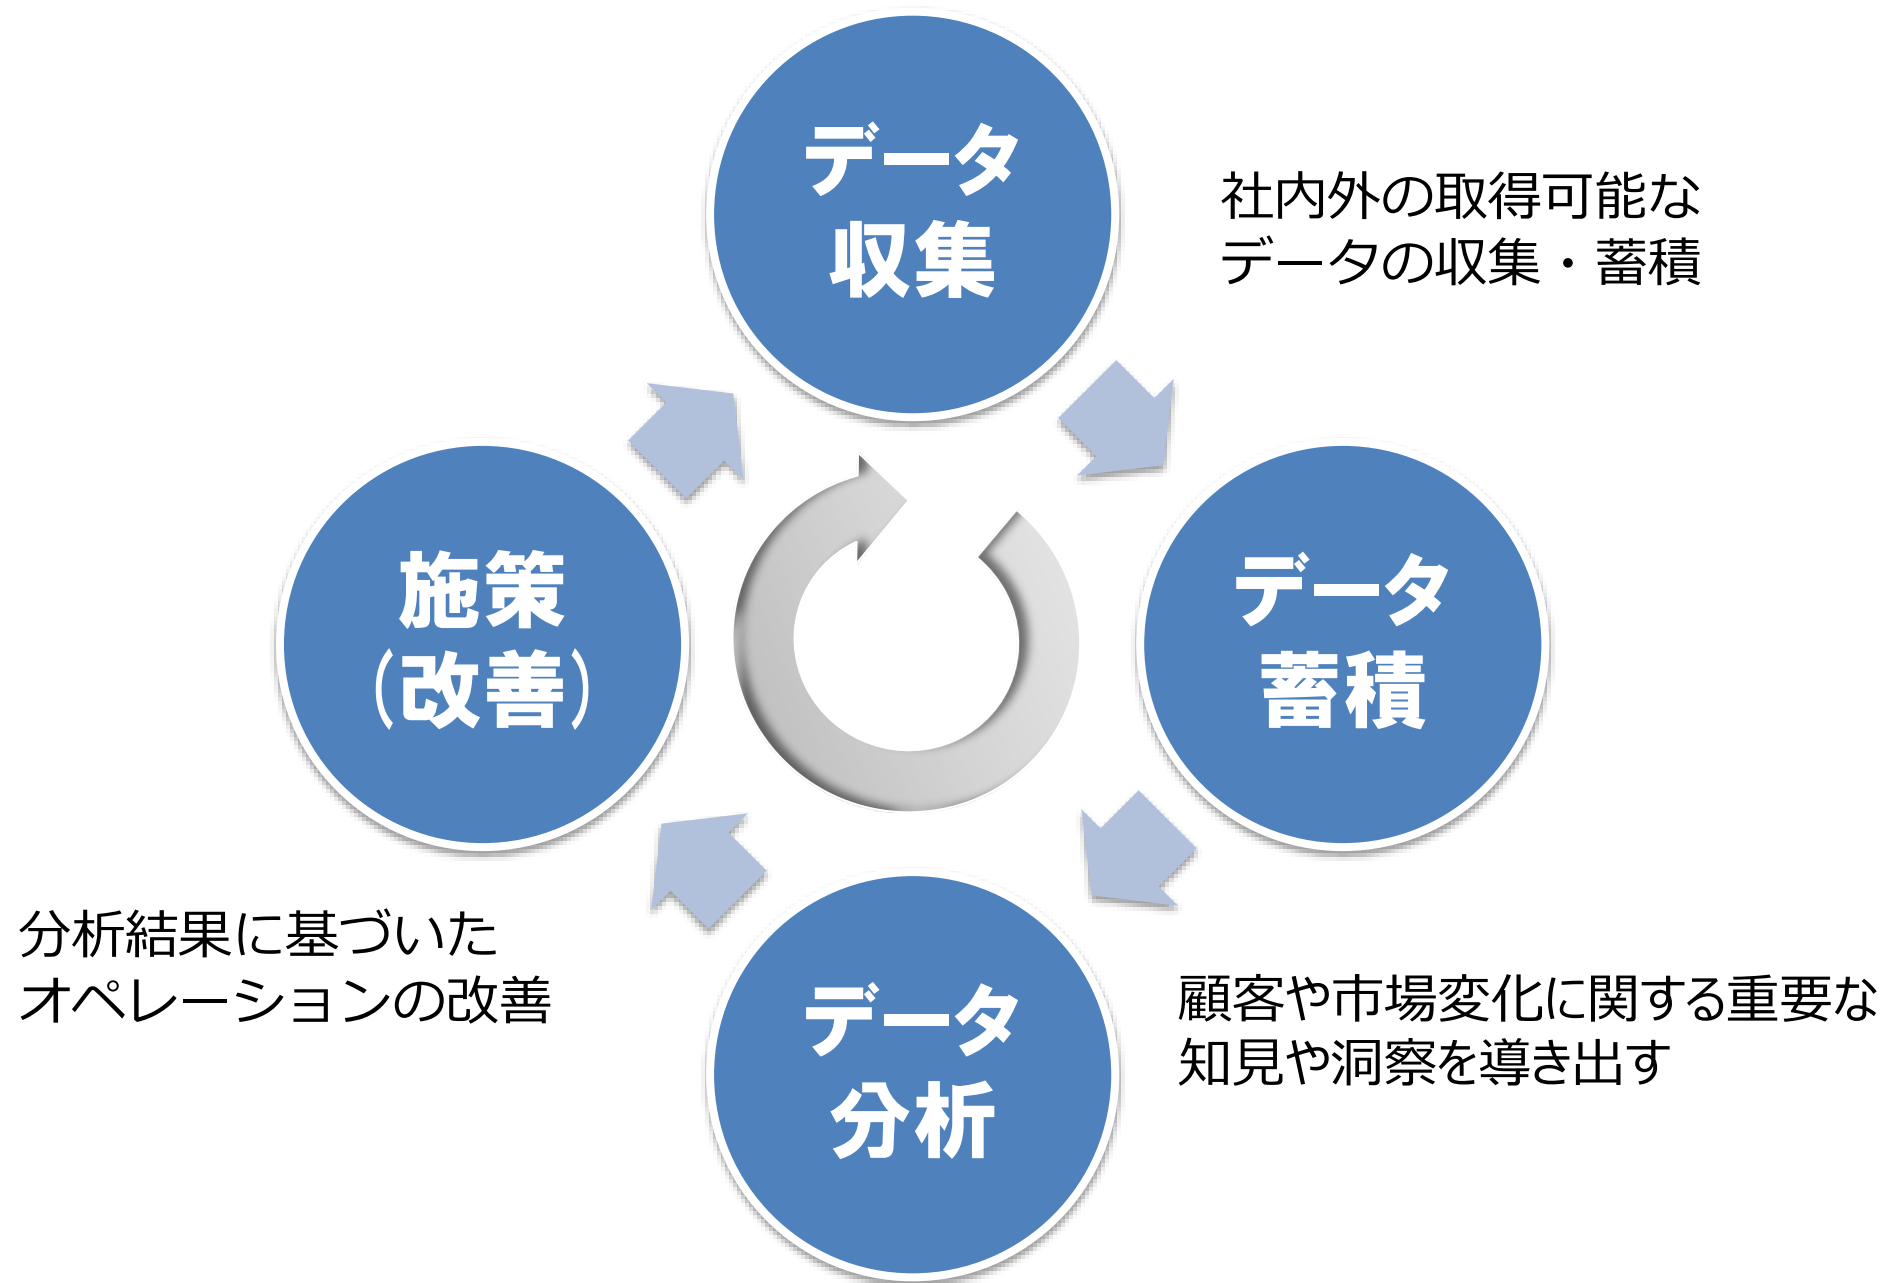 データ
収集
社内外の取得可能な
データの収集・蓄積
施策
(改善)
データ
蓄積
分析結果に基づいた
オペレーションの改善
データ
分析
顧客や市場変化に関する重要な
知見や洞察を導き出す